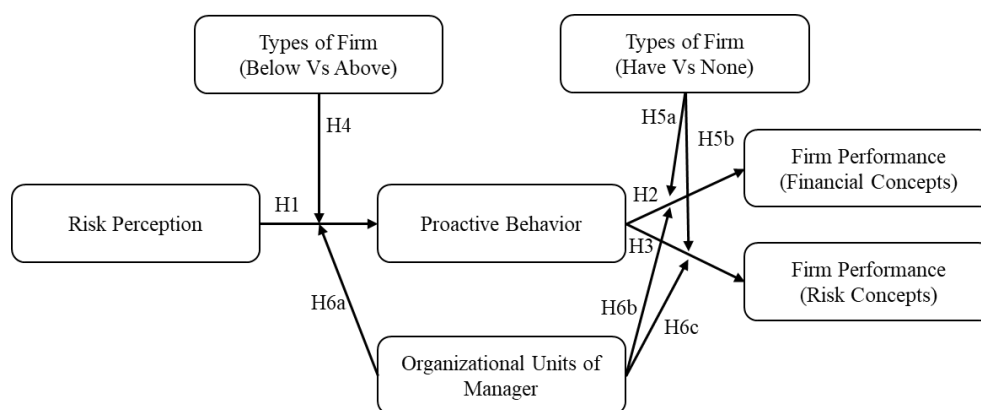 Types of Firm
(Below Vs Above)
Types of Firm
(Have Vs None)
H4
H5a
H5b
Firm Performance
(Financial Concepts)
Risk Perception
H1
Proactive Behavior
H2
H3
Firm Performance
(Risk Concepts)
H6a
H6b
H6c
Organizational Units of
Manager